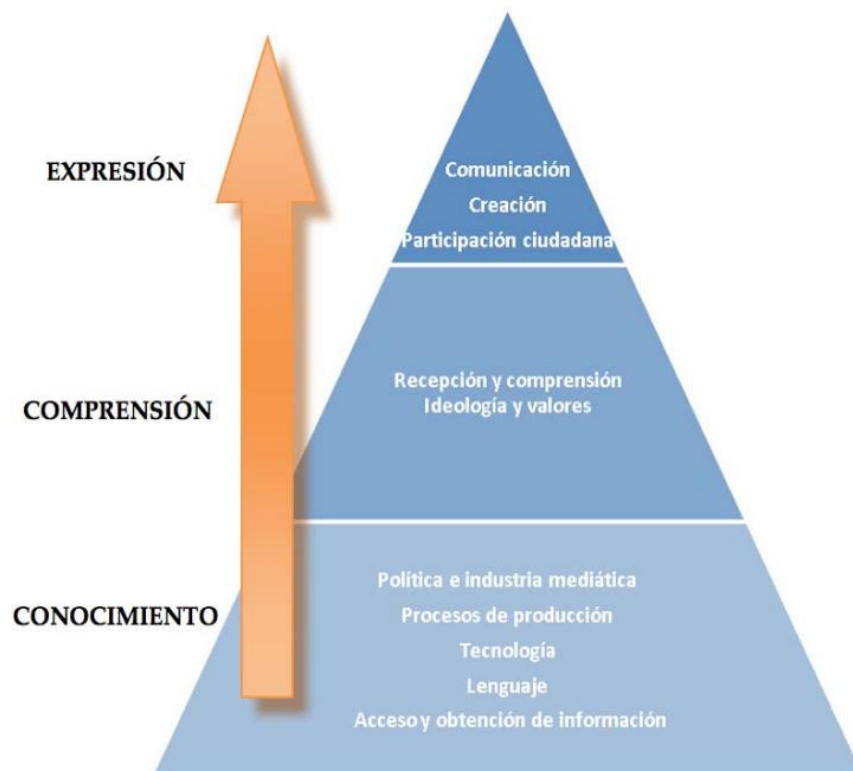 EXPRESIÓN
Comunicación
Creación
Participación ciudadana
COMPRENSIÓN
Recepción y comprensión
Ideología y valores
CONOCIMIENTO
Política e industria mediática
Procesos de producción
Tecnología
Lenguaje
Acceso y obtención de información